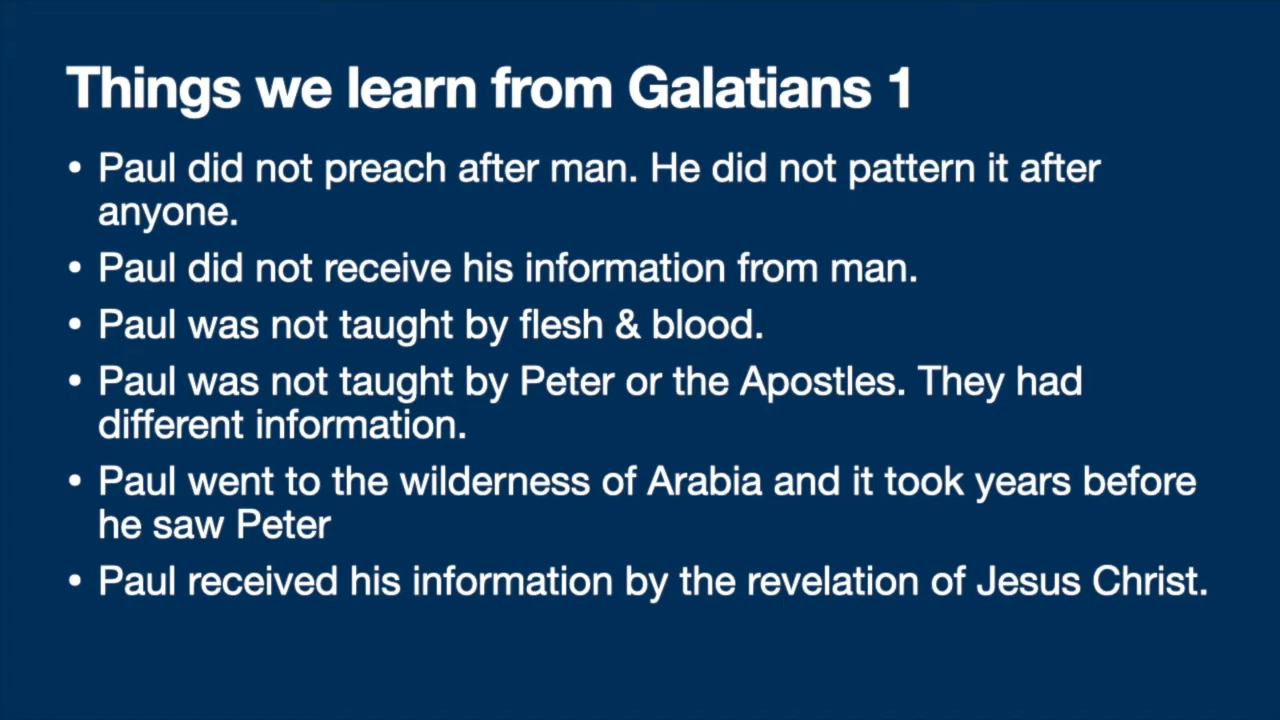 Things we learn from Galatians 1
• Paul did not preach after man. He did not pattern it after
anyone.
• Paul did not receive his information from man.
• Paul was not taught by flesh & blood.
• Paul was not taught by Peter or the Apostles. They had
different information.
• Paul went to the wilderness of Arabia and it took years before
he saw Peter
• Paul received his information by the revelation of Jesus Christ.